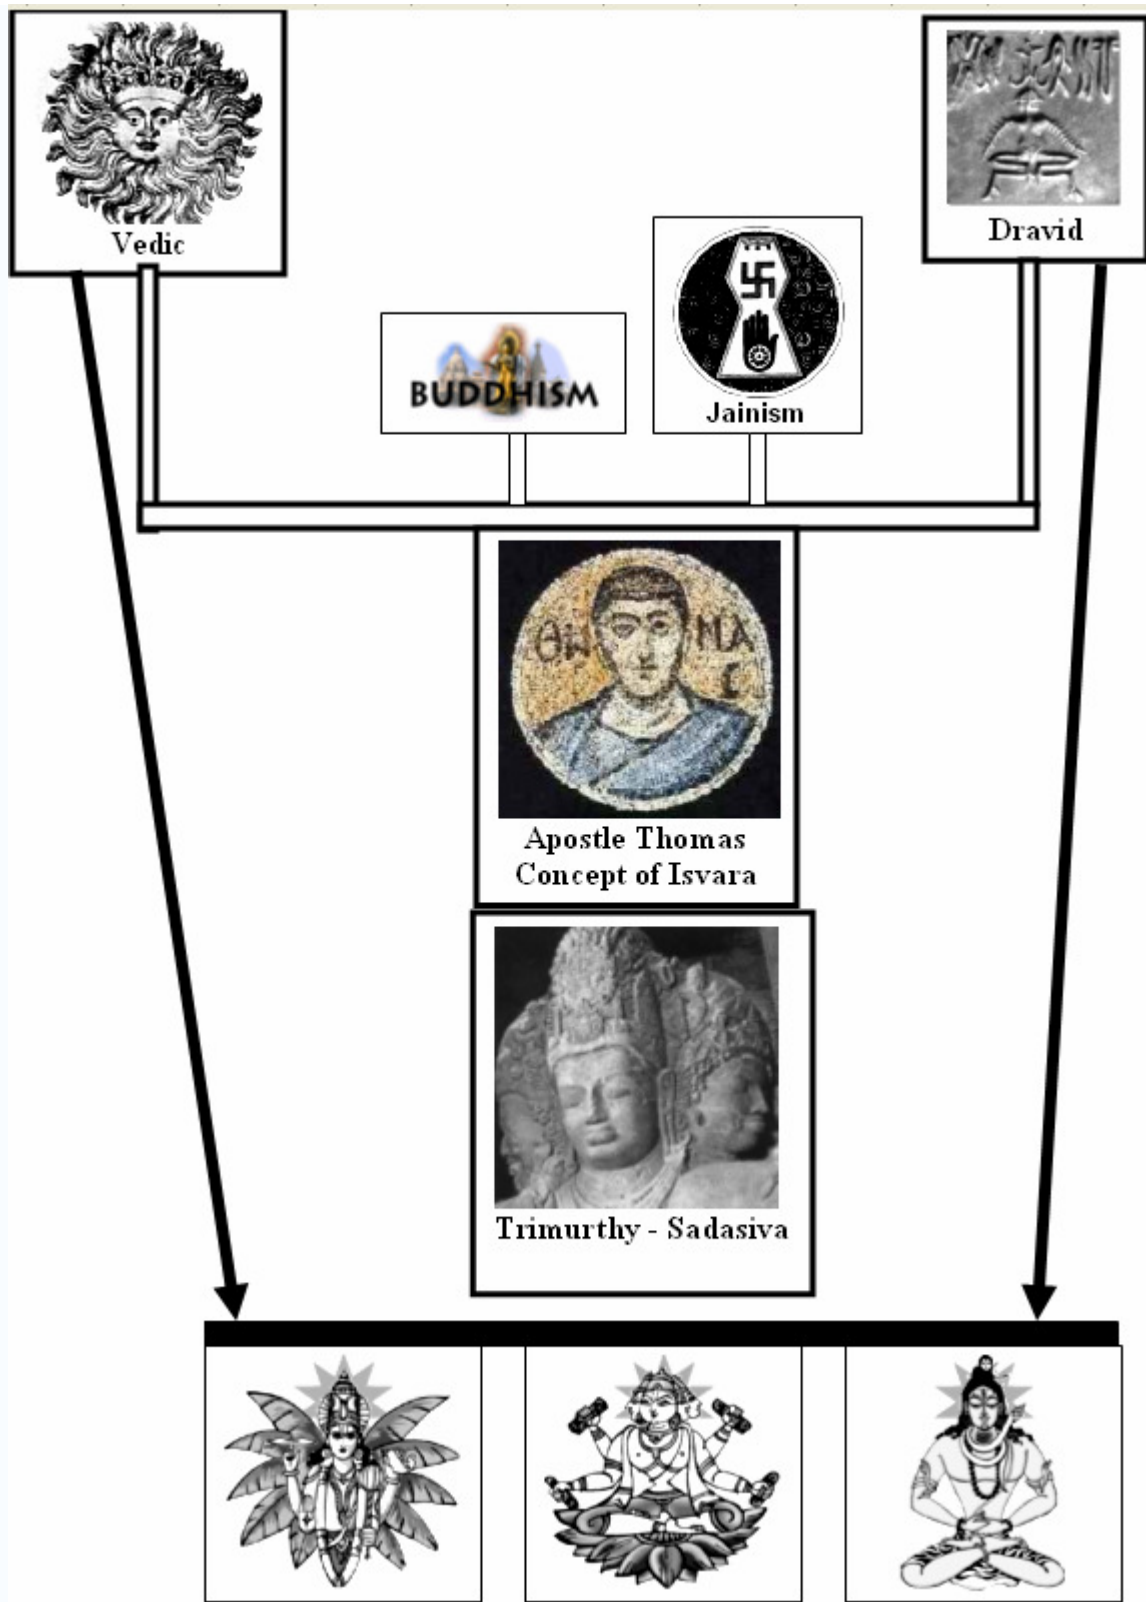 Vedic
Dravid
BUDDHISM
Jainism
ΘΩ ΜΑ
C
Apostle Thomas
Concept of Isvara
Trimurthy - Sadasiva